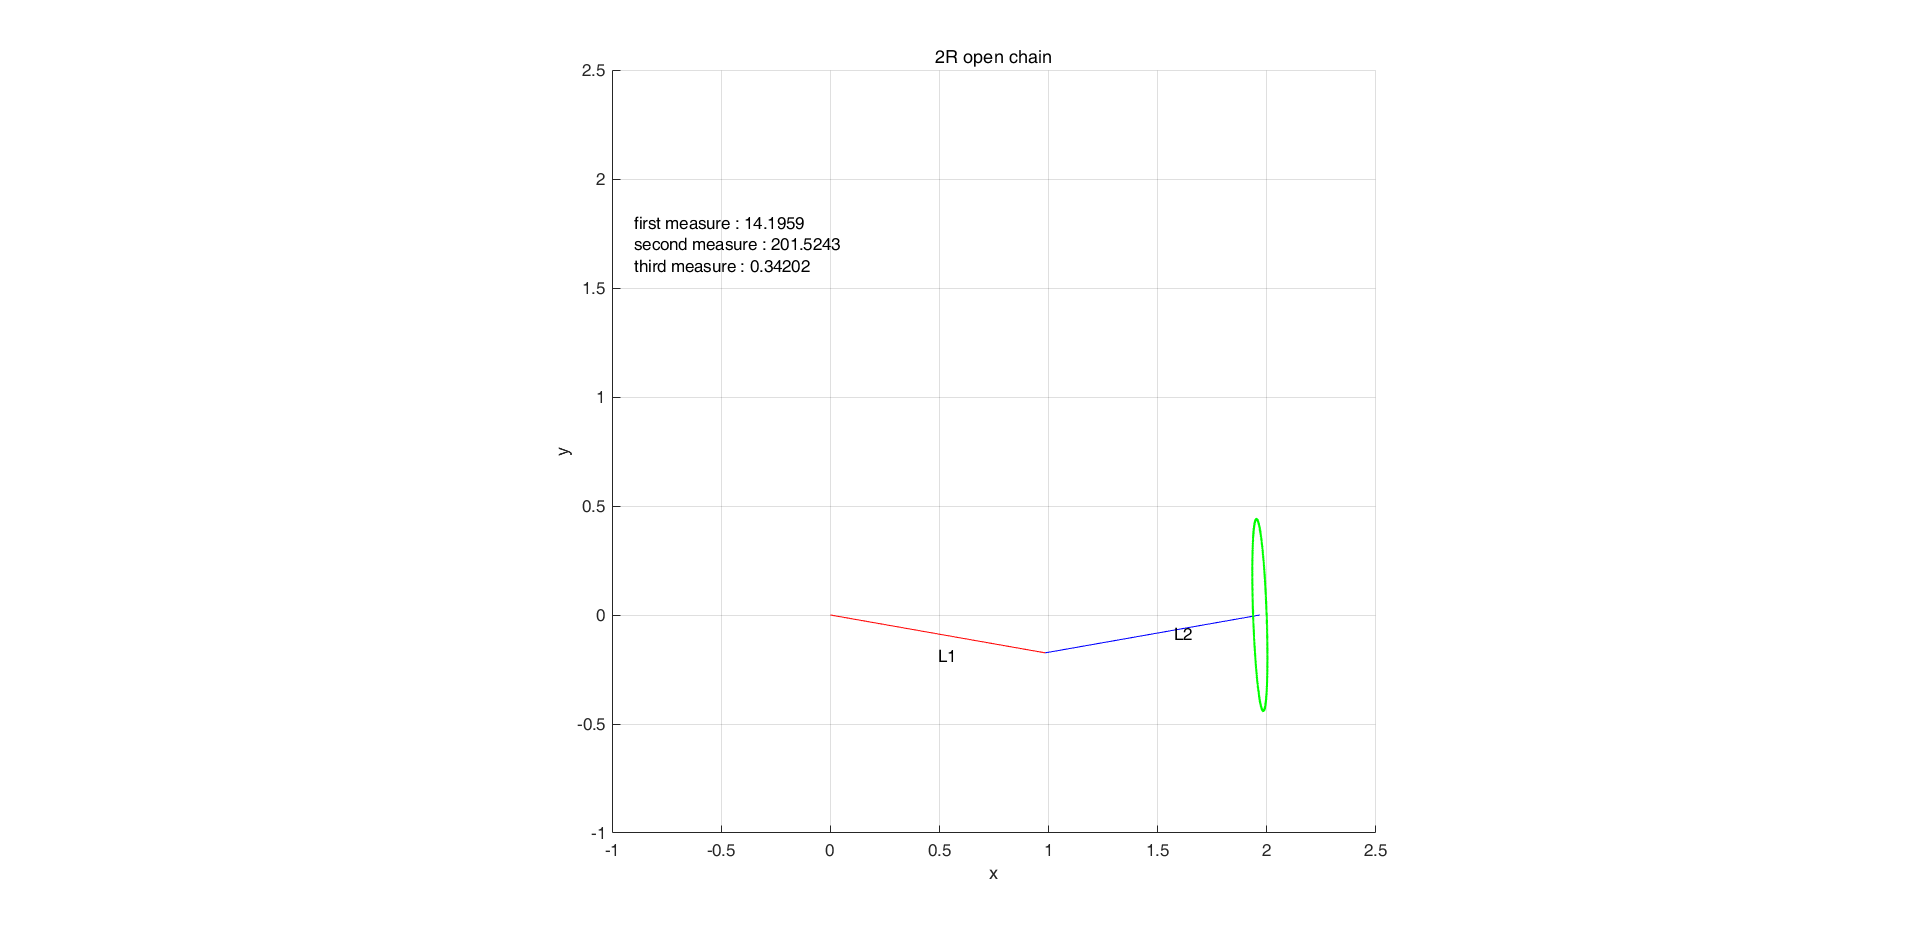 2R open chain
2.5
2
first measure : 14.1959
second measure : 201.5243
third measure : 0.34202
1.5
1
y
0.5
0
L2
L1
-0.5
-1
-1 -0.5 0 0.5 1 1.5 2 2.5
x